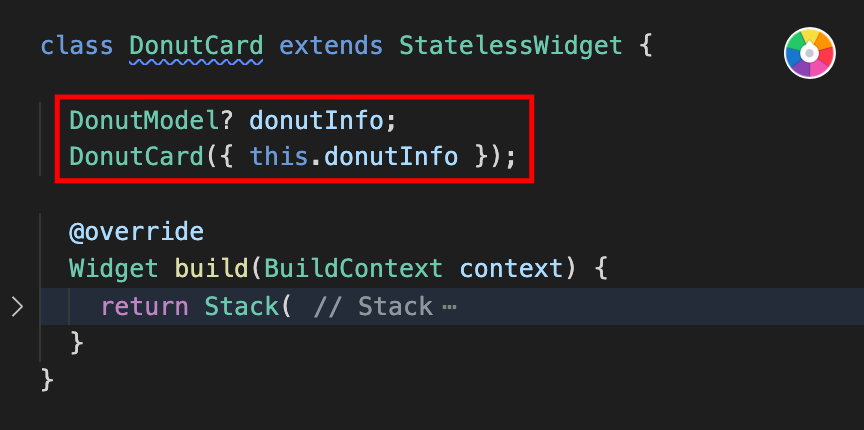 class DonutCard extends StatelessWidget {
DonutModel? donutInfo;
DonutCard({ this.donutInfo });
@override
Widget build(BuildContext context) {
return Stack( // Stack ⋯
}
}